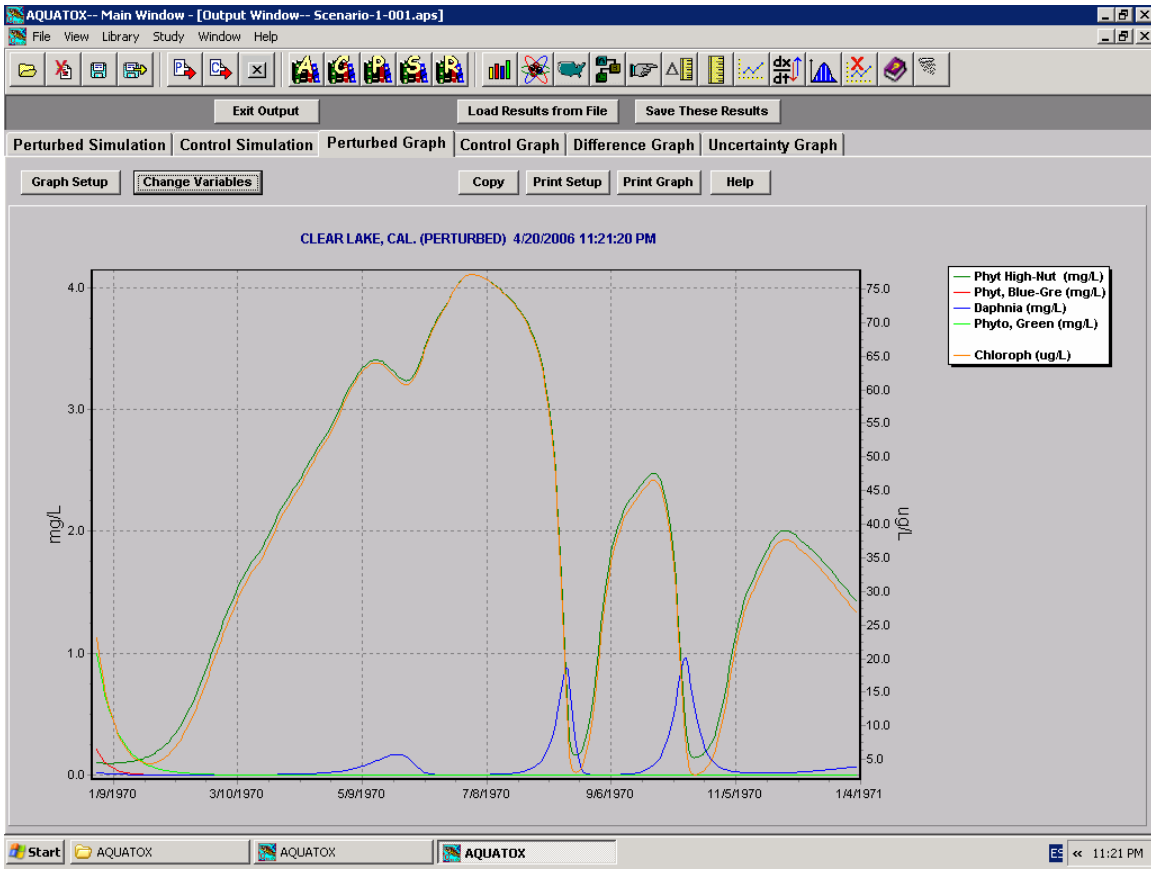 AQUATOX-- Main Window - [Output Window-- Scenario-1-001.aps]
File View Library Study Window Help
A C P S R
dx
dt
Exit Output Load Results from File Save These Results
Perturbed Simulation Control Simulation Perturbed Graph Control Graph Difference Graph Uncertainty Graph
Graph Setup Change Variables Copy Print Setup Print Graph Help
CLEAR LAKE, CAL. (PERTURBED) 4/20/2006 11:21:20 PM
Phyt High-Nut (mg/L)
Phyt, Blue-Gre (mg/L)
Daphnia (mg/L)
Phyto, Green (mg/L)
Chloroph (ug/L)
mg/L
4.0
3.0
2.0
1.0
0.0
75.0
70.0
65.0
60.0
55.0
50.0
45.0
40.0
35.0
30.0
25.0
20.0
15.0
10.0
5.0
ug/L
1/9/1970 3/10/1970 5/9/1970 7/8/1970 9/6/1970 11/5/1970 1/4/1971
Start AQUATOX AQUATOX AQUATOX ES « 11:21 PM